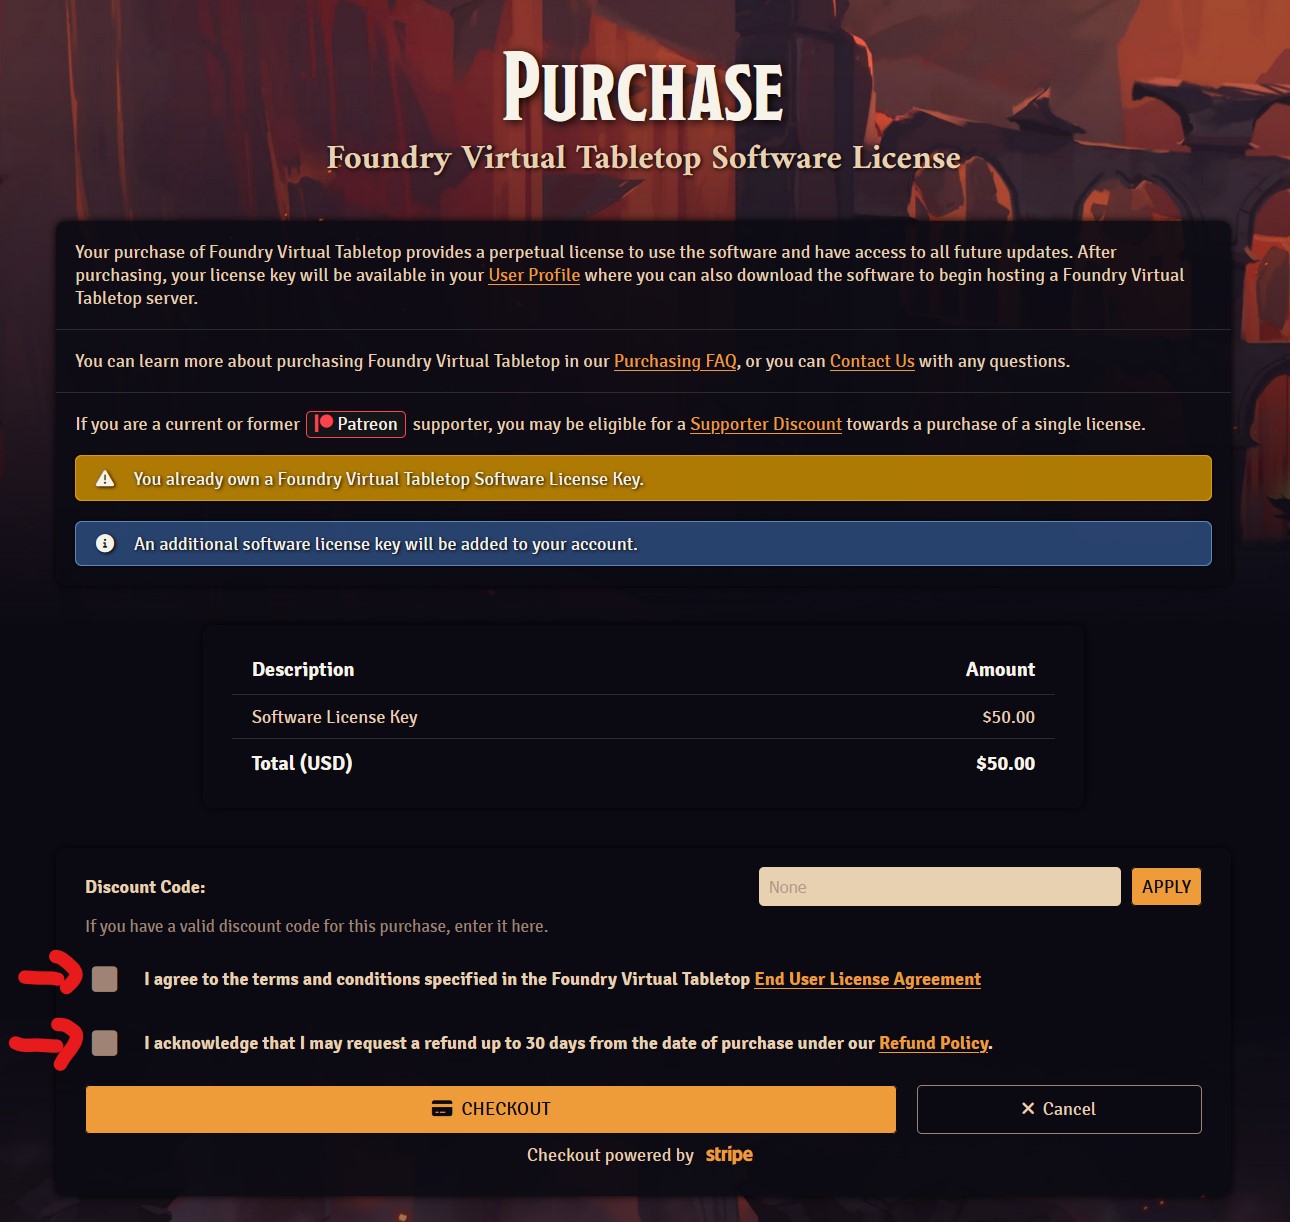 Purchase
Foundry Virtual Tabletop Software License
Your purchase of Foundry Virtual Tabletop provides a perpetual license to use the software and have access to all future updates. After
purchasing, your license key will be available in your User Profile where you can also download the software to begin hosting a Foundry Virtual
Tabletop server.
You can learn more about purchasing Foundry Virtual Tabletop in our Purchasing FAQ, or you can Contact Us with any questions.
If you are a current or former Patreon supporter, you may be eligible for a Supporter Discount towards a purchase of a single license.
You already own a Foundry Virtual Tabletop Software License Key.
An additional software license key will be added to your account.
Description Amount
Software License Key $50.00
Total (USD) $50.00
Discount Code: None APPLY
If you have a valid discount code for this purchase, enter it here.
I agree to the terms and conditions specified in the Foundry Virtual Tabletop End User License Agreement
I acknowledge that I may request a refund up to 30 days from the date of purchase under our Refund Policy.
CHECKOUT Cancel
Checkout powered by stripe